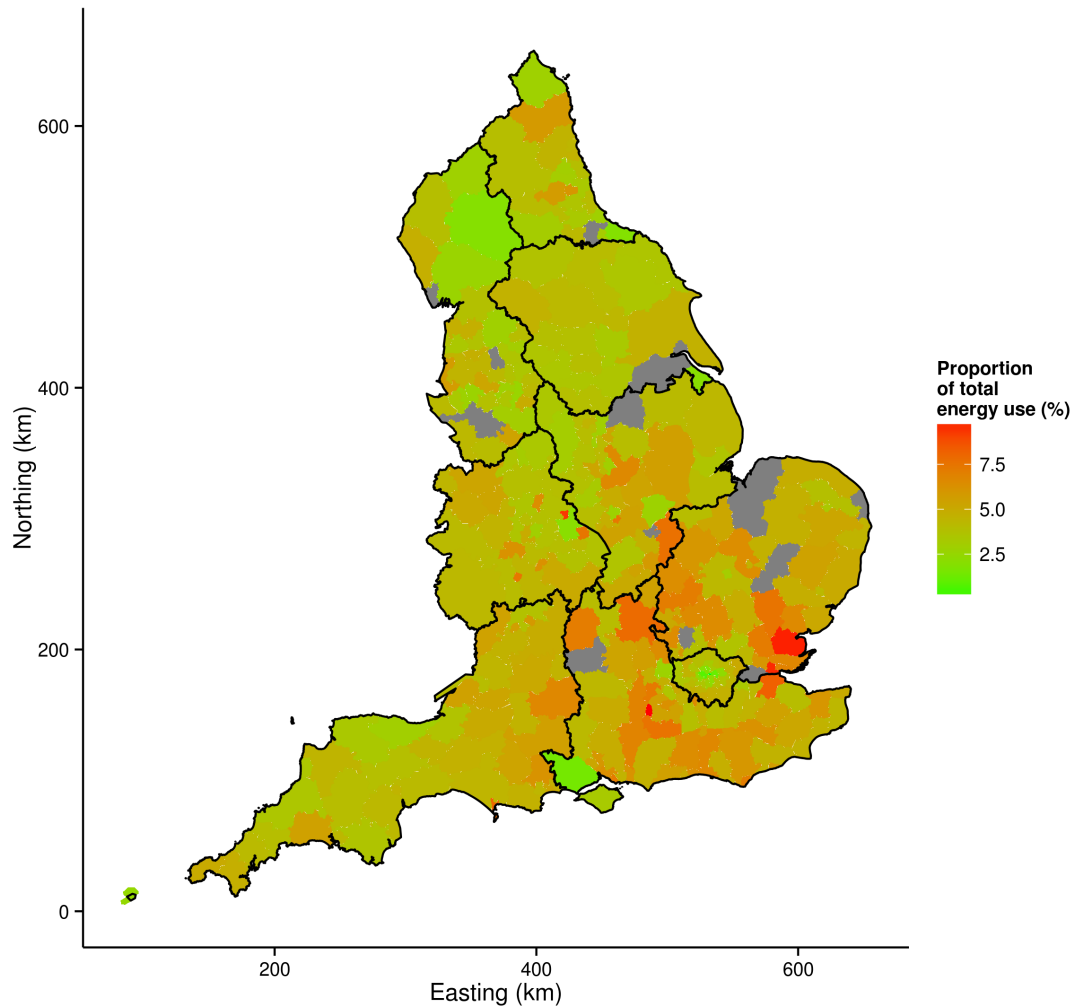 600
400
200
0
Northing (km)
200
400
600
Easting (km)
Proportion
of total
energy use (%)
7.5
5.0
2.5